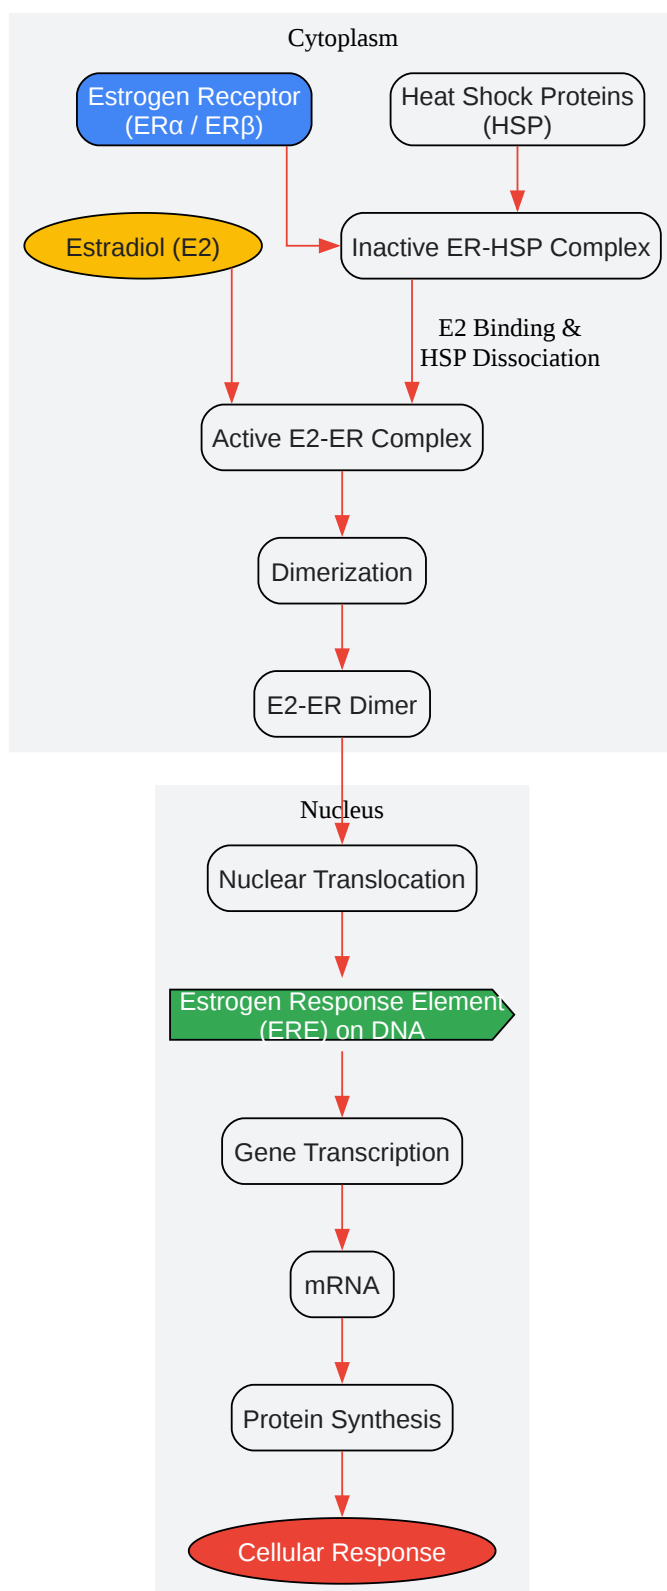 Cytoplasm
Estrogen Receptor
(ERα / ERβ)
Heat Shock Proteins
(HSP)
Estradiol (E2)
Inactive ER-HSP Complex
E2 Binding &
HSP Dissociation
Active E2-ER Complex
Dimerization
E2-ER Dimer
Nucleus
Nuclear Translocation
Estrogen Response Element
(ERE) on DNA
Gene Transcription
mRNA
Protein Synthesis
Cellular Response